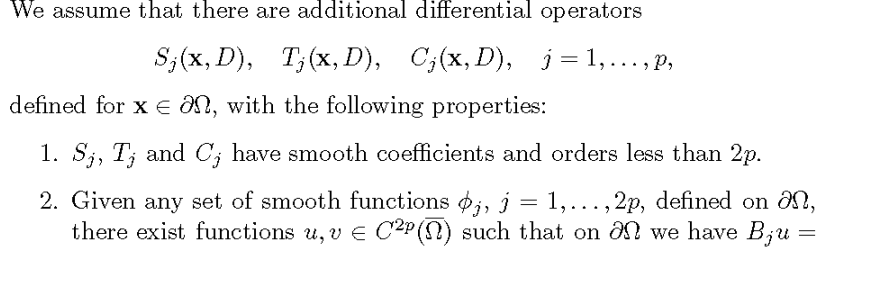 We assume that there are additional differential operators
S_j(x, D), T_j(x, D), C_j(x, D), j = 1, . . . , p,
defined for x ∈ ∂Ω, with the following properties:
1. S_j, T_j and C_j have smooth coefficients and orders less than 2p.
2. Given any set of smooth functions ϕ_j, j = 1, . . . , 2p, defined on ∂Ω,
there exist functions u, v ∈ C^{2p}(Ω̅) such that on ∂Ω we have B_j u =